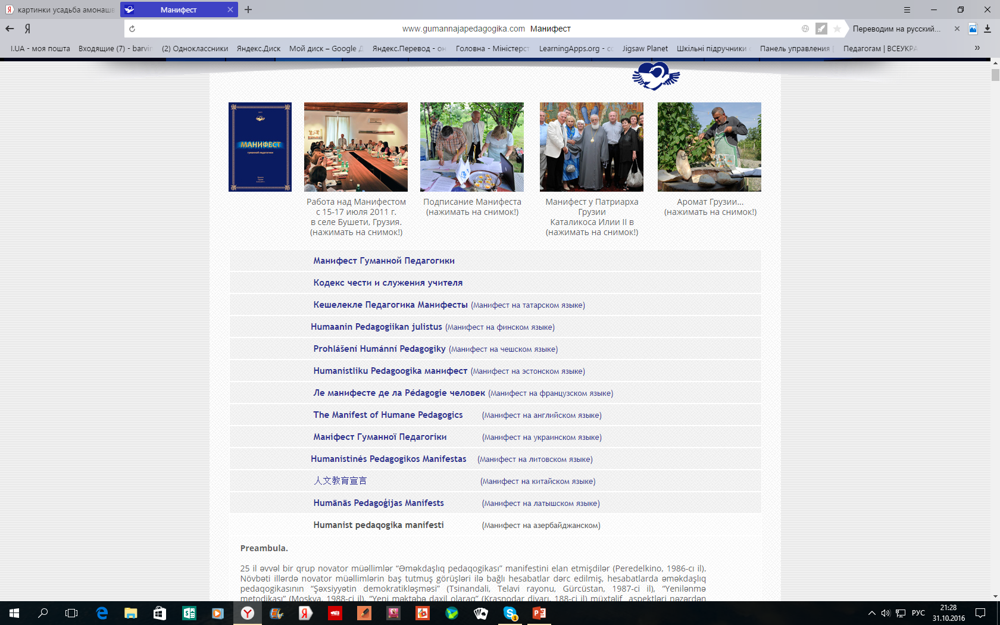 картинки усадьба амонашв
Манифест
www.gumannajapedagogika.com Манифест
Переводим на русский...
I.UA - моя пошта
Входящие (7) - barvin
(2) Одноклассники
Яндекс.Диск
Мой диск – Google Д
Яндекс.Перевод – он
Головна - Міністерст
LearningApps.org - сс
Jigsaw Planet
Шкільні підручники
Панель управления
Педагогам | ВСЕУКРА
»
МАНИФЕСТ
гуманной педагогики
Работа над Манифестом
с 15-17 июля 2011 г.
в селе Бушети, Грузия.
(нажимать на снимок!)
Подписание Манифеста
(нажимать на снимок!)
Манифест у Патриарха
Грузии
Каталикоса Илии II в
(нажимать на снимок!)
Аромат Грузии...
(нажимать на снимок!)
Манифест Гуманной Педагогики
Кодекс чести и служения учителя
Кешелекле Педагогика Манифесты (Манифест на татарском языке)
Humaanin Pedagogiikan julistus (Манифест на финском языке)
Prohlášení Humánní Pedagogiky (Манифест на чешском языке)
Humanistliku Pedagoogika манифест (Манифест на эстонском языке)
Ле манифесте де ла Pédagogie человек (Манифест на французском языке)
The Manifest of Humane Pedagogics (Манифест на английском языке)
Маніфест Гуманної Педагогіки (Манифест на украинском языке)
Humanistinės Pedagogikos Manifestas (Манифест на литовском языке)
人文教育宣言 (Манифест на китайском языке)
Humānās Pedagoģijas Manifests (Манифест на латышском языке)
Humanist pedaqogika manifesti (Манифест на азербайджанском)
Preambula.
25 il əvvəl bir qrup novator müəllimlər “Əməkdaşlıq pedaqogikası” manifestini elan etmişdilər (Peredelkino, 1986-cı il).
Növbəti illərdə novator müəllimlərin baş tutmuş görüşləri ilə bağlı hesabatlar dərc edilmiş, hesabatlarda əməkdaşlıq
pedaqogikasının “Şəxsiyyətin demokratikləşməsi” (Tsinandali, Telavi rayonu, Gürcüstan, 1987-ci il), “Yenilənmə
metodikası” (Moskva, 1988-ci il), “Yeni məktəbə daxil olaraq” (Krasnodar diyarı, 188-ci il) müxtəlif aspektləri nəzərdən
РУС
21:28
31.10.2016